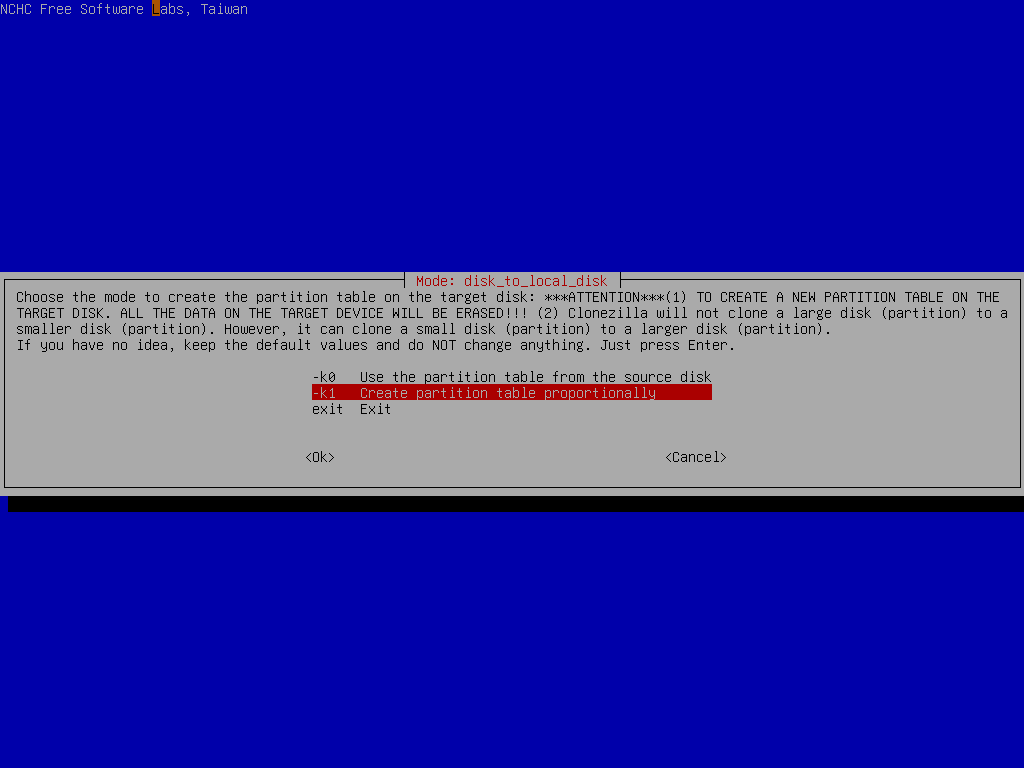 NCHC Free Software Labs, Taiwan
Mode: disk_to_local_disk
Choose the mode to create the partition table on the target disk: ***ATTENTION***(1) TO CREATE A NEW PARTITION TABLE ON THE
TARGET DISK. ALL THE DATA ON THE TARGET DEVICE WILL BE ERASED!!! (2) Clonezilla will not clone a large disk (partition) to a
smaller disk (partition). However, it can clone a small disk (partition) to a larger disk (partition).
If you have no idea, keep the default values and do NOT change anything. Just press Enter.
-k0 Use the partition table from the source disk
-k1 Create partition table proportionally
exit Exit
<Ok> <Cancel>